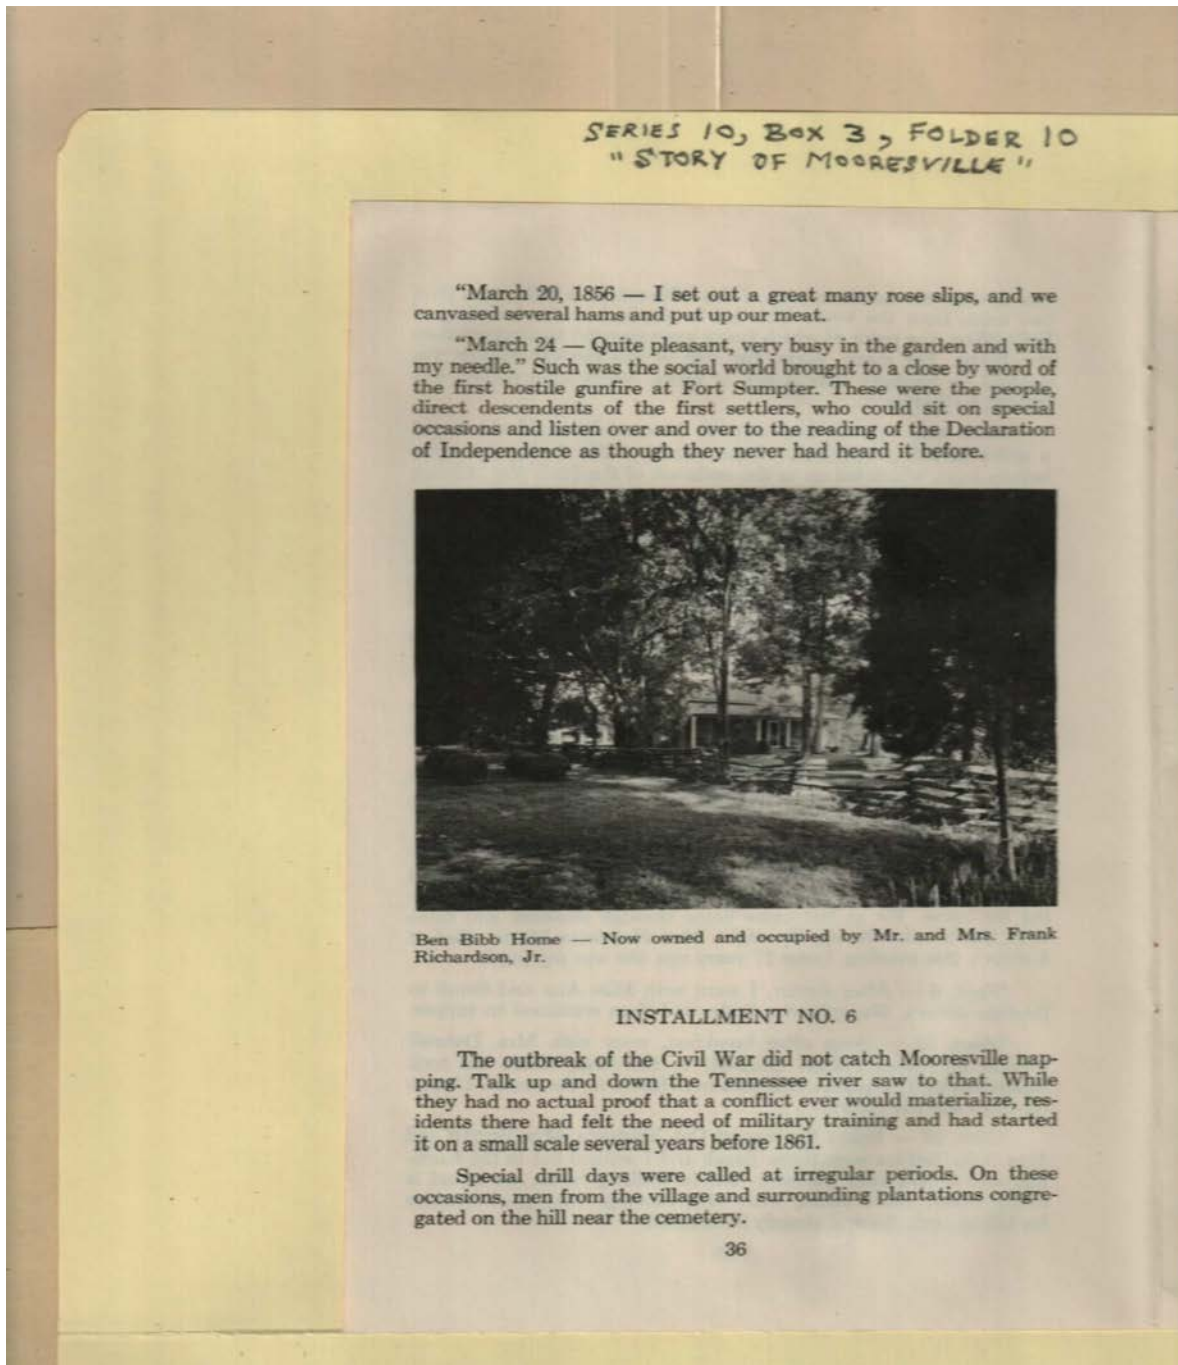 SERIES 10, BOX 3, FOLDER 10
"STORY OF MOORESVILLE"
“March 20, 1856 — I set out a great many rose slips, and we
canvased several hams and put up our meat.
“March 24 — Quite pleasant, very busy in the garden and with
my needle.” Such was the social world brought to a close by word of
the first hostile gunfire at Fort Sumpter. These were the people,
direct descendents of the first settlers, who could sit on special
occasions and listen over and over to the reading of the Declaration
of Independence as though they never had heard it before.
Ben Bibb Home — Now owned and occupied by Mr. and Mrs. Frank
Richardson, Jr.
INSTALLMENT NO. 6
The outbreak of the Civil War did not catch Mooresville nap-
ping. Talk up and down the Tennessee river saw to that. While
they had no actual proof that a conflict ever would materialize, res-
idents there had felt the need of military training and had started
it on a small scale several years before 1861.
Special drill days were called at irregular periods. On these
occasions, men from the village and surrounding plantations congre-
gated on the hill near the cemetery.
36